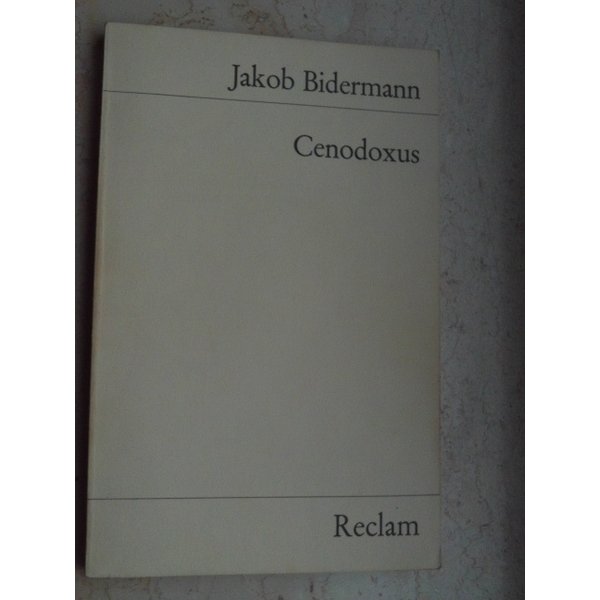 Jakob Bidermann
Cenodoxus
Reclam